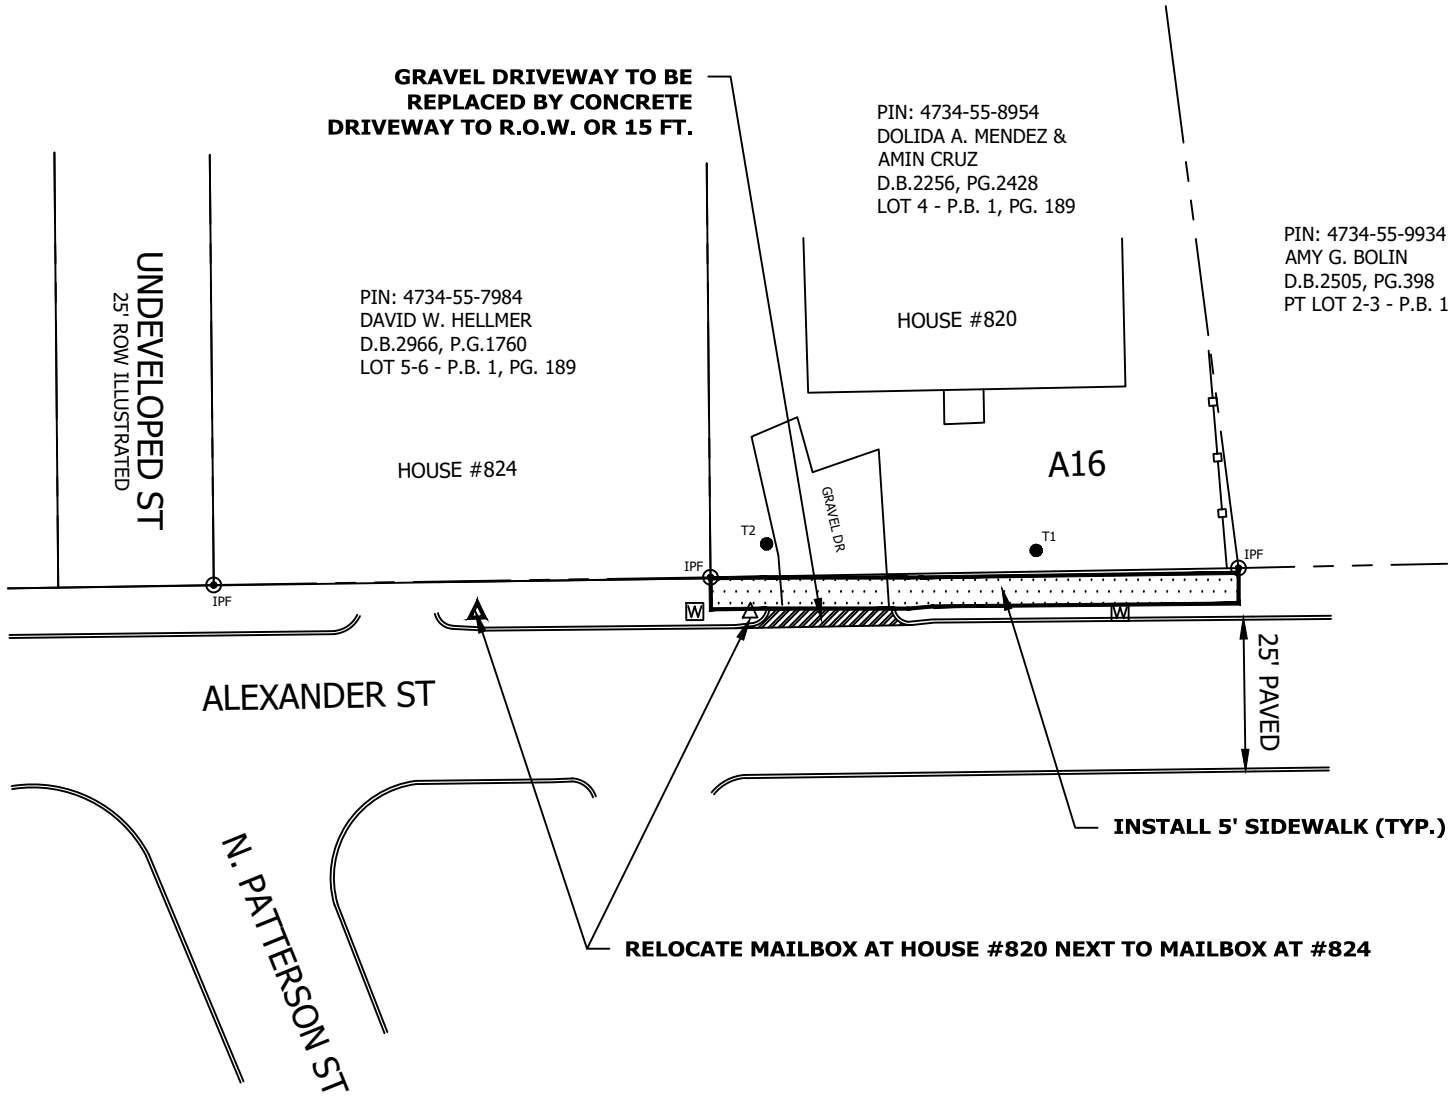 GRAVEL DRIVEWAY TO BE
REPLACED BY CONCRETE
DRIVEWAY TO R.O.W. OR 15 FT.
PIN: 4734-55-8954
DOLIDA A. MENDEZ &
AMIN CRUZ
D.B.2256, PG.2428
LOT 4 - P.B. 1, PG. 189
PIN: 4734-55-9934
AMY G. BOLIN
D.B.2505, PG.398
PT LOT 2-3 - P.B. 1
UNDEVELOPED ST
25' ROW ILLUSTRATED
PIN: 4734-55-7984
DAVID W. HELLMER
D.B.2966, P.G.1760
LOT 5-6 - P.B. 1, PG. 189
HOUSE #820
HOUSE #824
A16
GRAVEL DR
T2
T1
IPF
IPF
IPF
W
W
ALEXANDER ST
25' PAVED
INSTALL 5' SIDEWALK (TYP.)
N. PATTERSON ST
RELOCATE MAILBOX AT HOUSE #820 NEXT TO MAILBOX AT #824